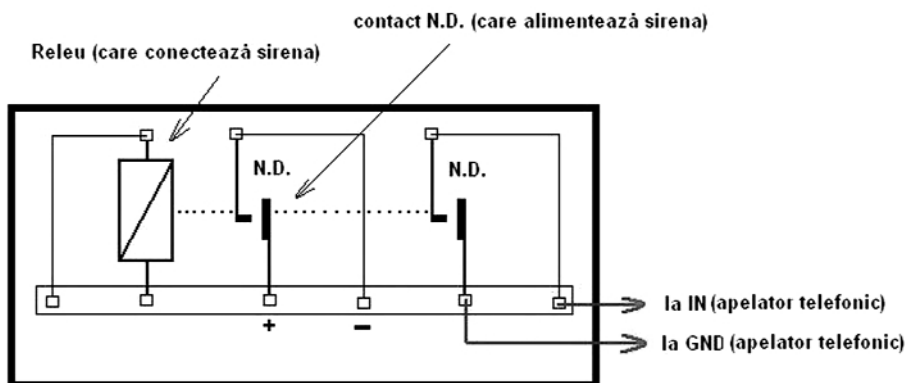 contact N.D. (care alimentează sirena)
Releu (care conectează sirena)
N.D.
N.D.
+
−
la IN (apelator telefonic)
la GND (apelator telefonic)